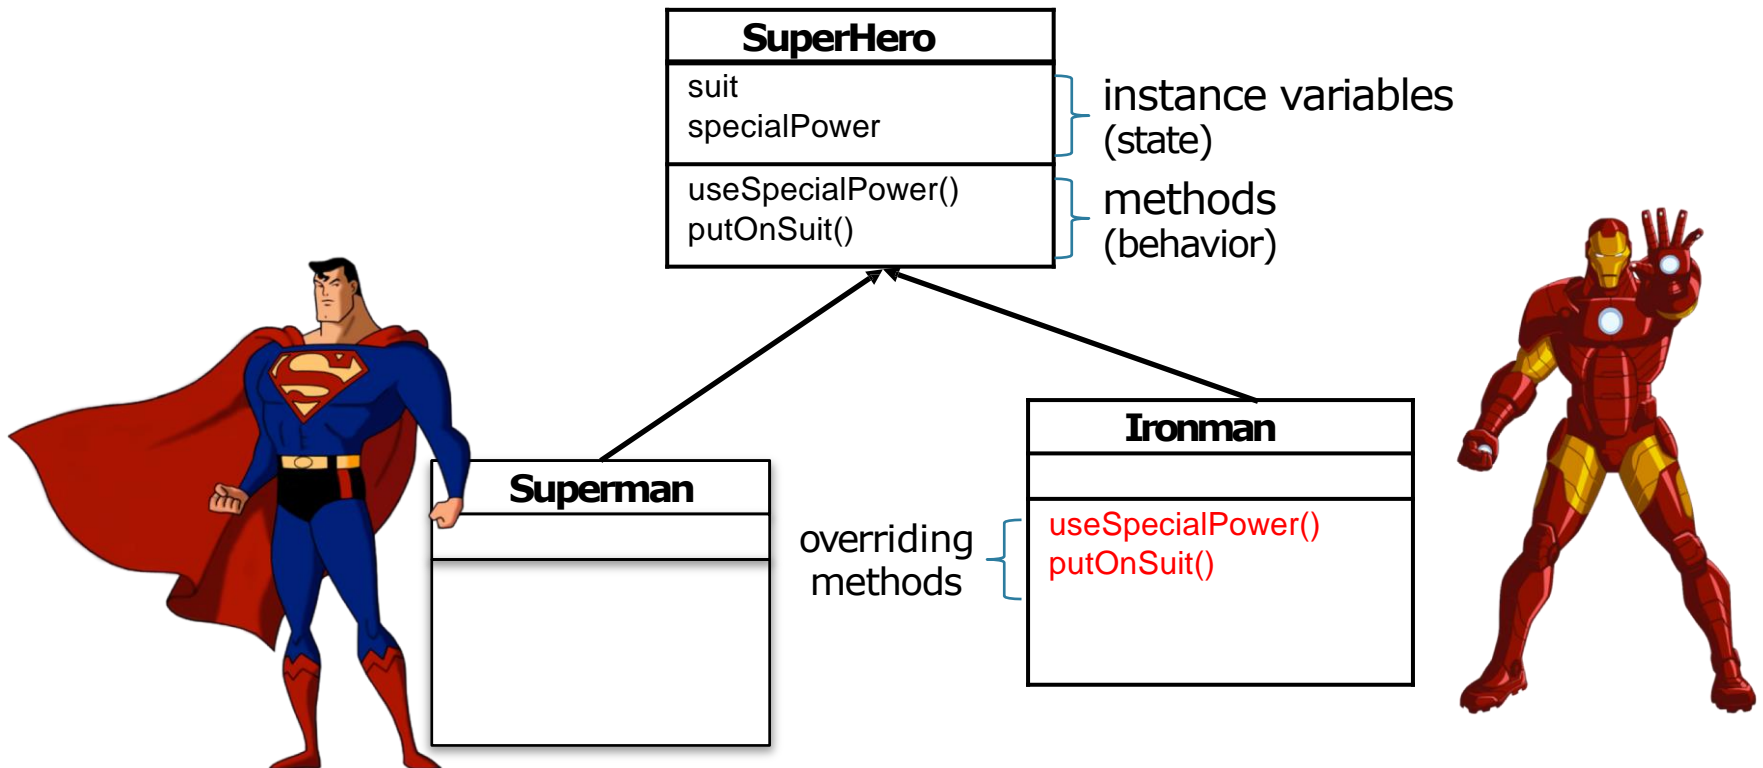 SuperHero
suit
specialPower
instance variables
(state)
useSpecialPower()
putOnSuit()
methods
(behavior)
S
Superman
overriding
methods
Ironman
useSpecialPower()
putOnSuit()